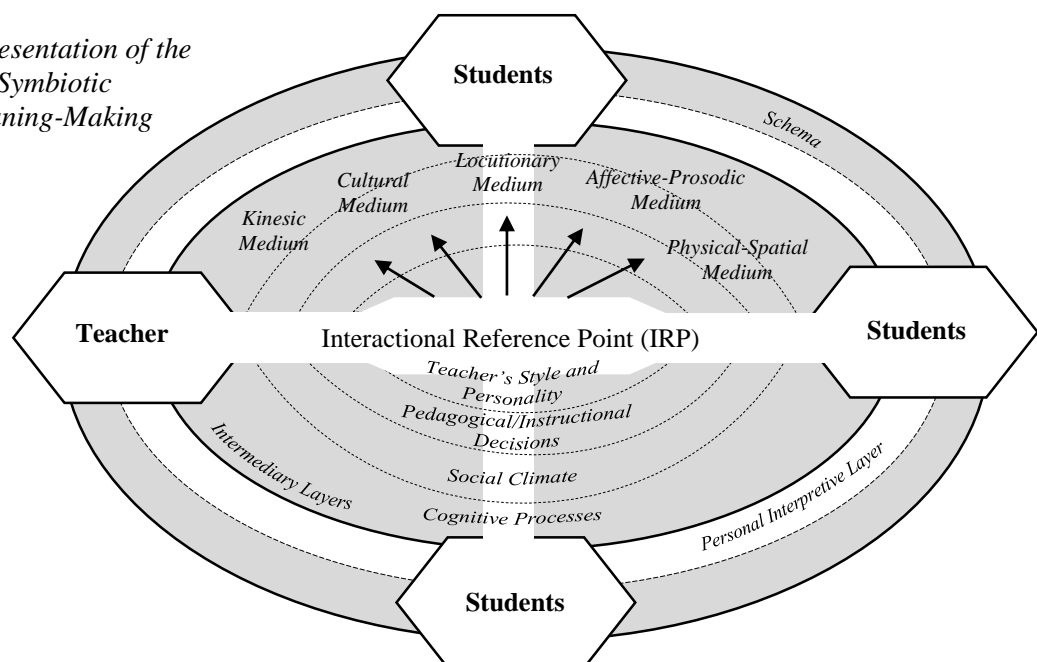 esentation of the
Symbiotic
ning-Making
Students
Schema
Locutionary
Medium
Cultural
Medium
Affective-Prosodic
Medium
Kinesic
Medium
Physical-Spatial
Medium
Teacher
Interactional Reference Point (IRP)
Students
Teacher's Style and
Personality
Pedagogical/Instructional
Decisions
Intermediary Layers
Social Climate
Personal Interpretive Layer
Cognitive Processes
Students